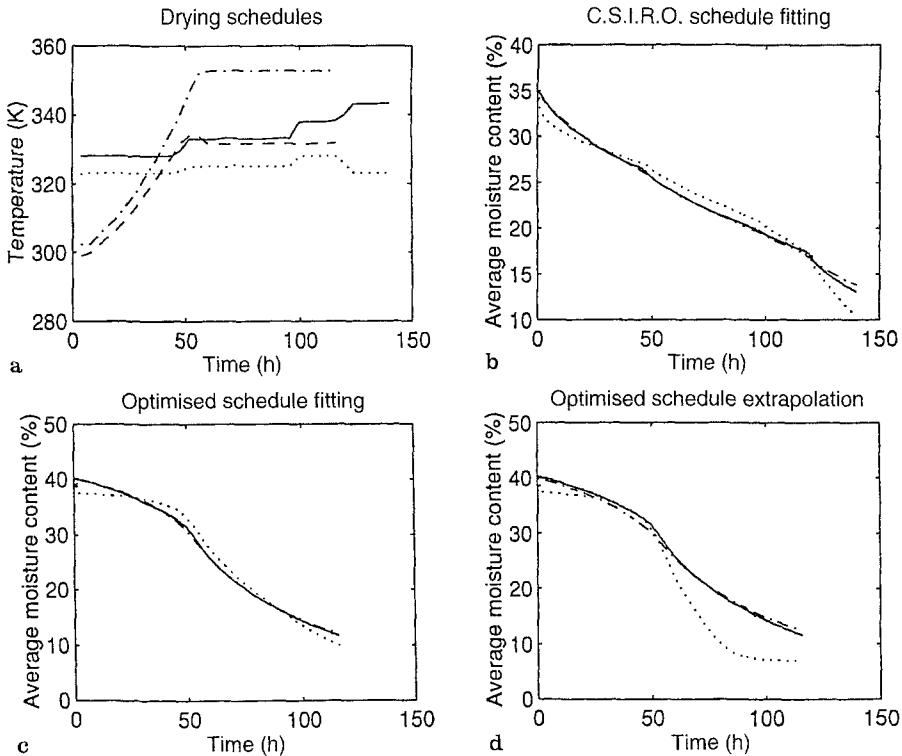 Drying schedules
360
340
320
300
280
Temperature (K)
0 50 100 150
Time (h)
a
C.S.I.R.O. schedule fitting
40
35
30
25
20
15
10
Average moisture content (%)
0 50 100 150
Time (h)
b
Optimised schedule fitting
50
40
30
20
10
0
Average moisture content (%)
0 50 100 150
Time (h)
c
Optimised schedule extrapolation
50
40
30
20
10
0
Average moisture content (%)
0 50 100 150
Time (h)
d